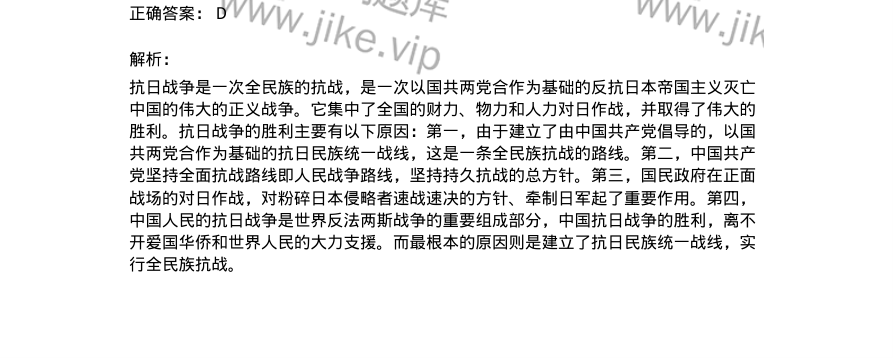 正确答案： D
题库
www.jike.vip
www.ji
解析：
抗日战争是一次全民族的抗战，是一次以国共两党合作为基础的反抗日本帝国主义灭亡
中国的伟大的正义战争。它集中了全国的财力、物力和人力对日作战，并取得了伟大的
胜利。抗日战争的胜利主要有以下原因：第一，由于建立了由中国共产党倡导的，以国
共两党合作为基础的抗日民族统一战线，这是一条全民族抗战的路线。第二，中国共产
党坚持全面抗战路线即人民战争路线，坚持持久抗战的总方针。第三，国民政府在正面
战场的对日作战，对粉碎日本侵略者速战速决的方针、牵制日军起了重要作用。第四，
中国人民的抗日战争是世界反法西斯战争的重要组成部分，中国抗日战争的胜利，离不
开爱国华侨和世界人民的大力支援。而最根本的原因则是建立了抗日民族统一战线，实
行全民族抗战。